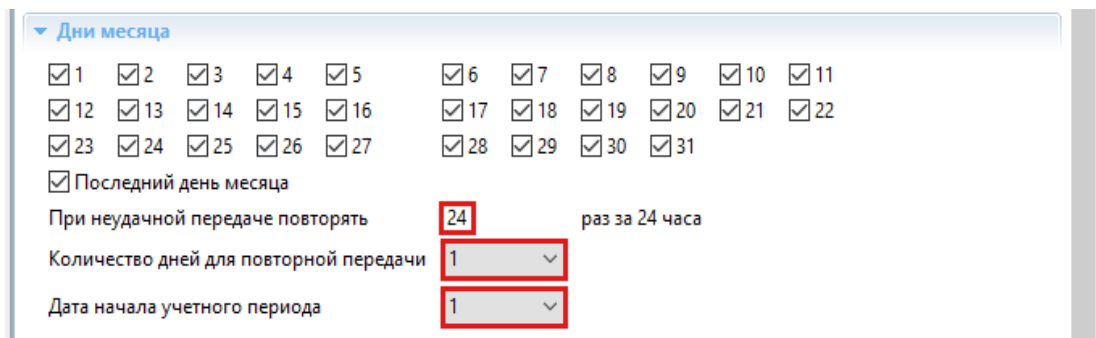 Дни месяца
1 2 3 4 5 6 7 8 9 10 11
12 13 14 15 16 17 18 19 20 21 22
23 24 25 26 27 28 29 30 31
Последний день месяца
При неудачной передаче повторять 24 раз за 24 часа
Количество дней для повторной передачи 1
Дата начала учетного периода 1